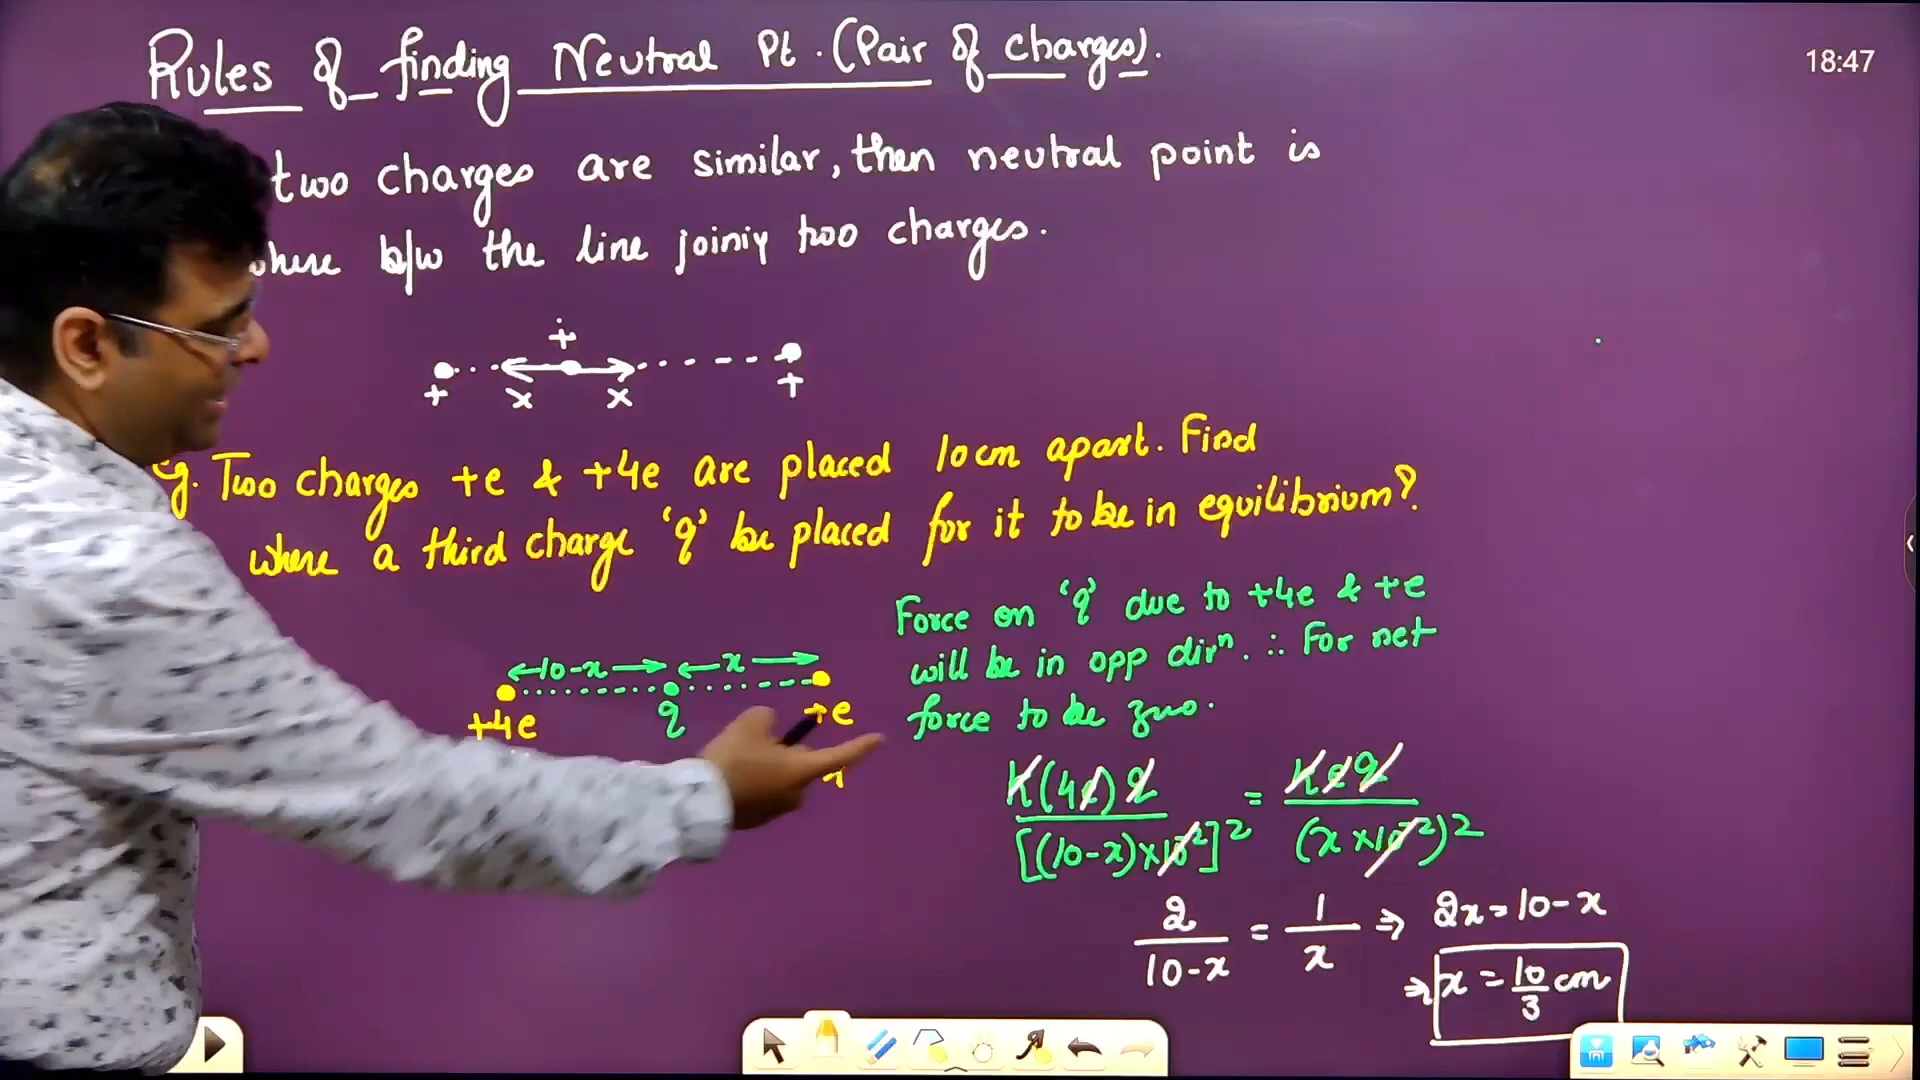 Rules of finding Neutral Pt. (Pair of charges).
18:47
two charges are similar, then neutral point is
where b/w the line joiniy two charges.
+
+ x x +
g. Two charges +e & +4e are placed 10cm apart. Find
where a third charge 'q' be placed for it to be in equilibrium?
Force on 'q' due to +4e & +e
will be in opp dirⁿ. ∴ For net
force to be zuo.
←10-x→ ←x→
+4e q +e
K(4e)q / [(10-x)×10⁻²]² = Keq / (x×10⁻²)²
2/(10-x) = 1/x ⇒ 2x=10-x
⇒ x = 10/3 cm